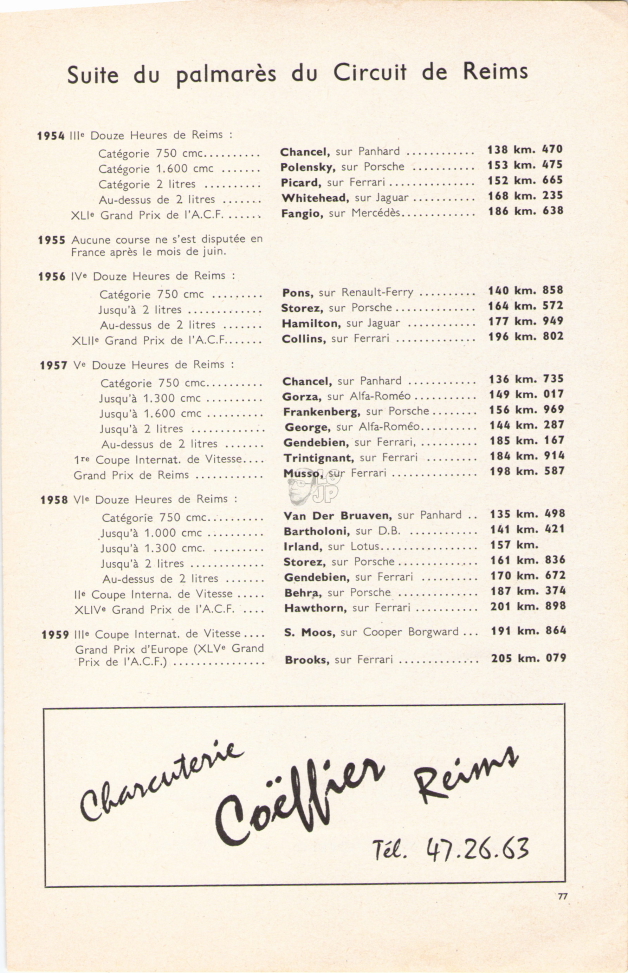 Suite du palmarès du Circuit de Reims
1954 IIIe Douze Heures de Reims :
Catégorie 750 cmc.......... Chancel, sur Panhard ............ 138 km. 470
Catégorie 1.600 cmc ....... Polensky, sur Porsche ........... 153 km. 475
Catégorie 2 litres .......... Picard, sur Ferrari ............... 152 km. 665
Au-dessus de 2 litres ....... Whitehead, sur Jaguar ........... 168 km. 235
XLIe Grand Prix de l'A.C.F. ...... Fangio, sur Mercédès............. 186 km. 638
1955 Aucune course ne s'est disputée en
France après le mois de juin.
1956 IVe Douze Heures de Reims :
Catégorie 750 cmc ......... Pons, sur Renault-Ferry .......... 140 km. 858
Jusqu'à 2 litres ............. Storez, sur Porsche.............. 164 km. 572
Au-dessus de 2 litres ....... Hamilton, sur Jaguar ............ 177 km. 949
XLIIe Grand Prix de l'A.C.F....... Collins, sur Ferrari .............. 196 km. 802
1957 Ve Douze Heures de Reims :
Catégorie 750 cmc.......... Chancel, sur Panhard ............ 136 km. 735
Jusqu'à 1.300 cmc .......... Gorza, sur Alfa-Roméo........... 149 km. 017
Jusqu'à 1.600 cmc .......... Frankenberg, sur Porsche........ 156 km. 969
Jusqu'à 2 litres ............. George, sur Alfa-Roméo.......... 144 km. 287
Au-dessus de 2 litres ....... Gendebien, sur Ferrari, .......... 185 km. 167
1re Coupe Internat. de Vitesse.... Trintignant, sur Ferrari ......... 184 km. 914
Grand Prix de Reims ............ Musso, sur Ferrari ............... 198 km. 587
LG JP
1958 VIe Douze Heures de Reims :
Catégorie 750 cmc.......... Van Der Bruaven, sur Panhard .. 135 km. 498
Jusqu'à 1.000 cmc .......... Bartholoni, sur D.B. ............ 141 km. 421
Jusqu'à 1.300 cmc. ......... Irland, sur Lotus................. 157 km.
Jusqu'à 2 litres ............. Storez, sur Porsche.............. 161 km. 836
Au-dessus de 2 litres ....... Gendebien, sur Ferrari .......... 170 km. 672
IIe Coupe Interna. de Vitesse ..... Behra, sur Porsche .............. 187 km. 374
XLIVe Grand Prix de l'A.C.F. .... Hawthorn, sur Ferrari ........... 201 km. 898
1959 IIIe Coupe Internat. de Vitesse.... S. Moos, sur Cooper Borgward ... 191 km. 864
Grand Prix d'Europe (XLVe Grand
Prix de l'A.C.F.) ................ Brooks, sur Ferrari .............. 205 km. 079
Charcuterie
Coëffier Reims
Tél. 47.26.63
77